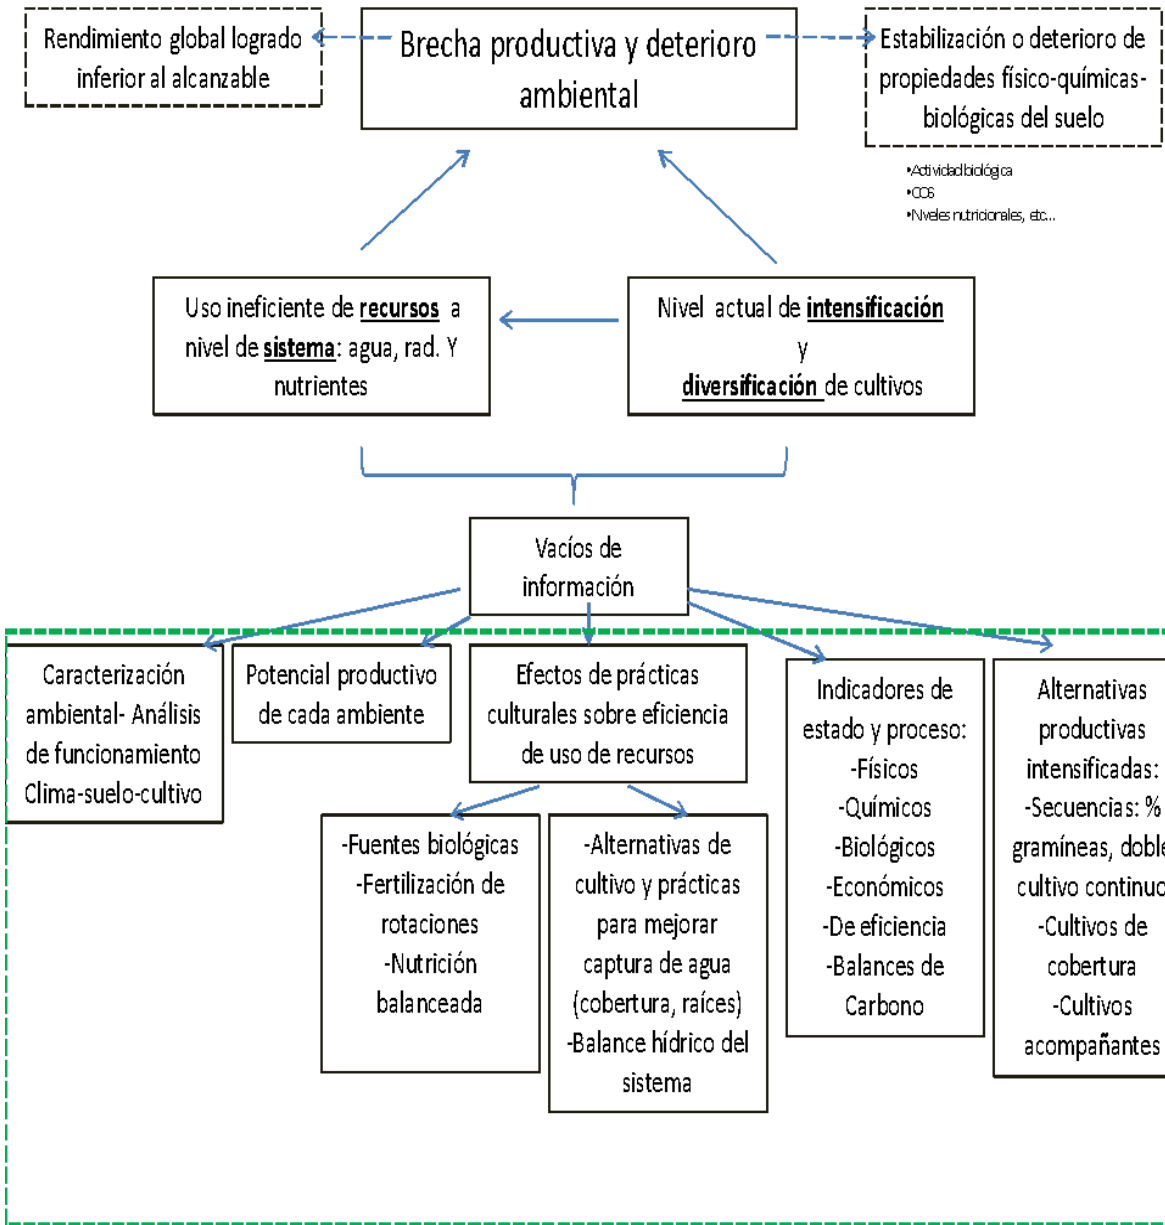 Rendimiento global logrado
inferior al alcanzable
Brecha productiva y deterioro
ambiental
Estabilización o deterioro de
propiedades físico-químicas-
biológicas del suelo
•Actividad biológica
•COS
•Niveles nutricionales, etc...
Uso ineficiente de recursos a
nivel de sistema: agua, rad. Y
nutrientes
Nivel actual de intensificación
y
diversificación de cultivos
Vacíos de
información
Caracterización
ambiental- Análisis
de funcionamiento
Clima-suelo-cultivo
Potencial productivo
de cada ambiente
Efectos de prácticas
culturales sobre eficiencia
de uso de recursos
-Fuentes biológicas
-Fertilización de
rotaciones
-Nutrición
balanceada
-Alternativas de
cultivo y prácticas
para mejorar
captura de agua
(cobertura, raíces)
-Balance hídrico del
sistema
Indicadores de
estado y proceso:
-Físicos
-Químicos
-Biológicos
-Económicos
-De eficiencia
-Balances de
Carbono
Alternativas
productivas
intensificadas:
-Secuencias: %
gramíneas, doble
cultivo continuo
-Cultivos de
cobertura
-Cultivos
acompañantes